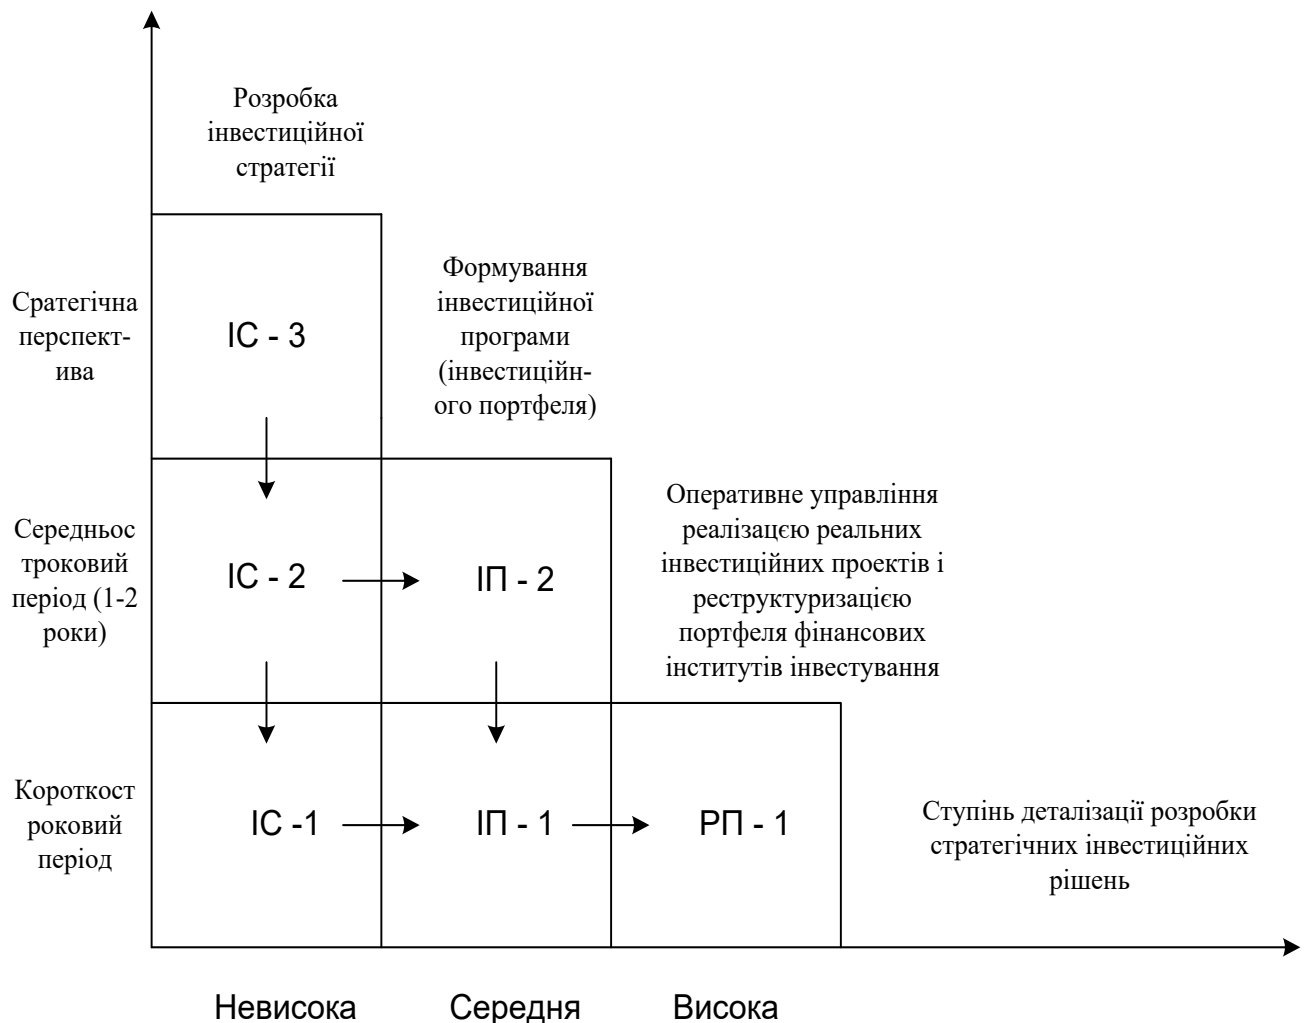 Розробка
інвестиційної
стратегії
Сратегічна
перспект-
ива
ІС - 3
Формування
інвестиційної
програми
(інвестиційн-
ого портфеля)
Середньос
троковий
період (1-2
роки)
ІС - 2
ІП - 2
Оперативне управління
реалізацєю реальних
інвестиційних проектів і
реструктуризацією
портфеля фінансових
інститутів інвестування
Короткост
роковий
період
ІС -1
ІП - 1
РП - 1
Ступінь деталізації розробки
стратегічних інвестиційних
рішень
Невисока
Середня
Висока